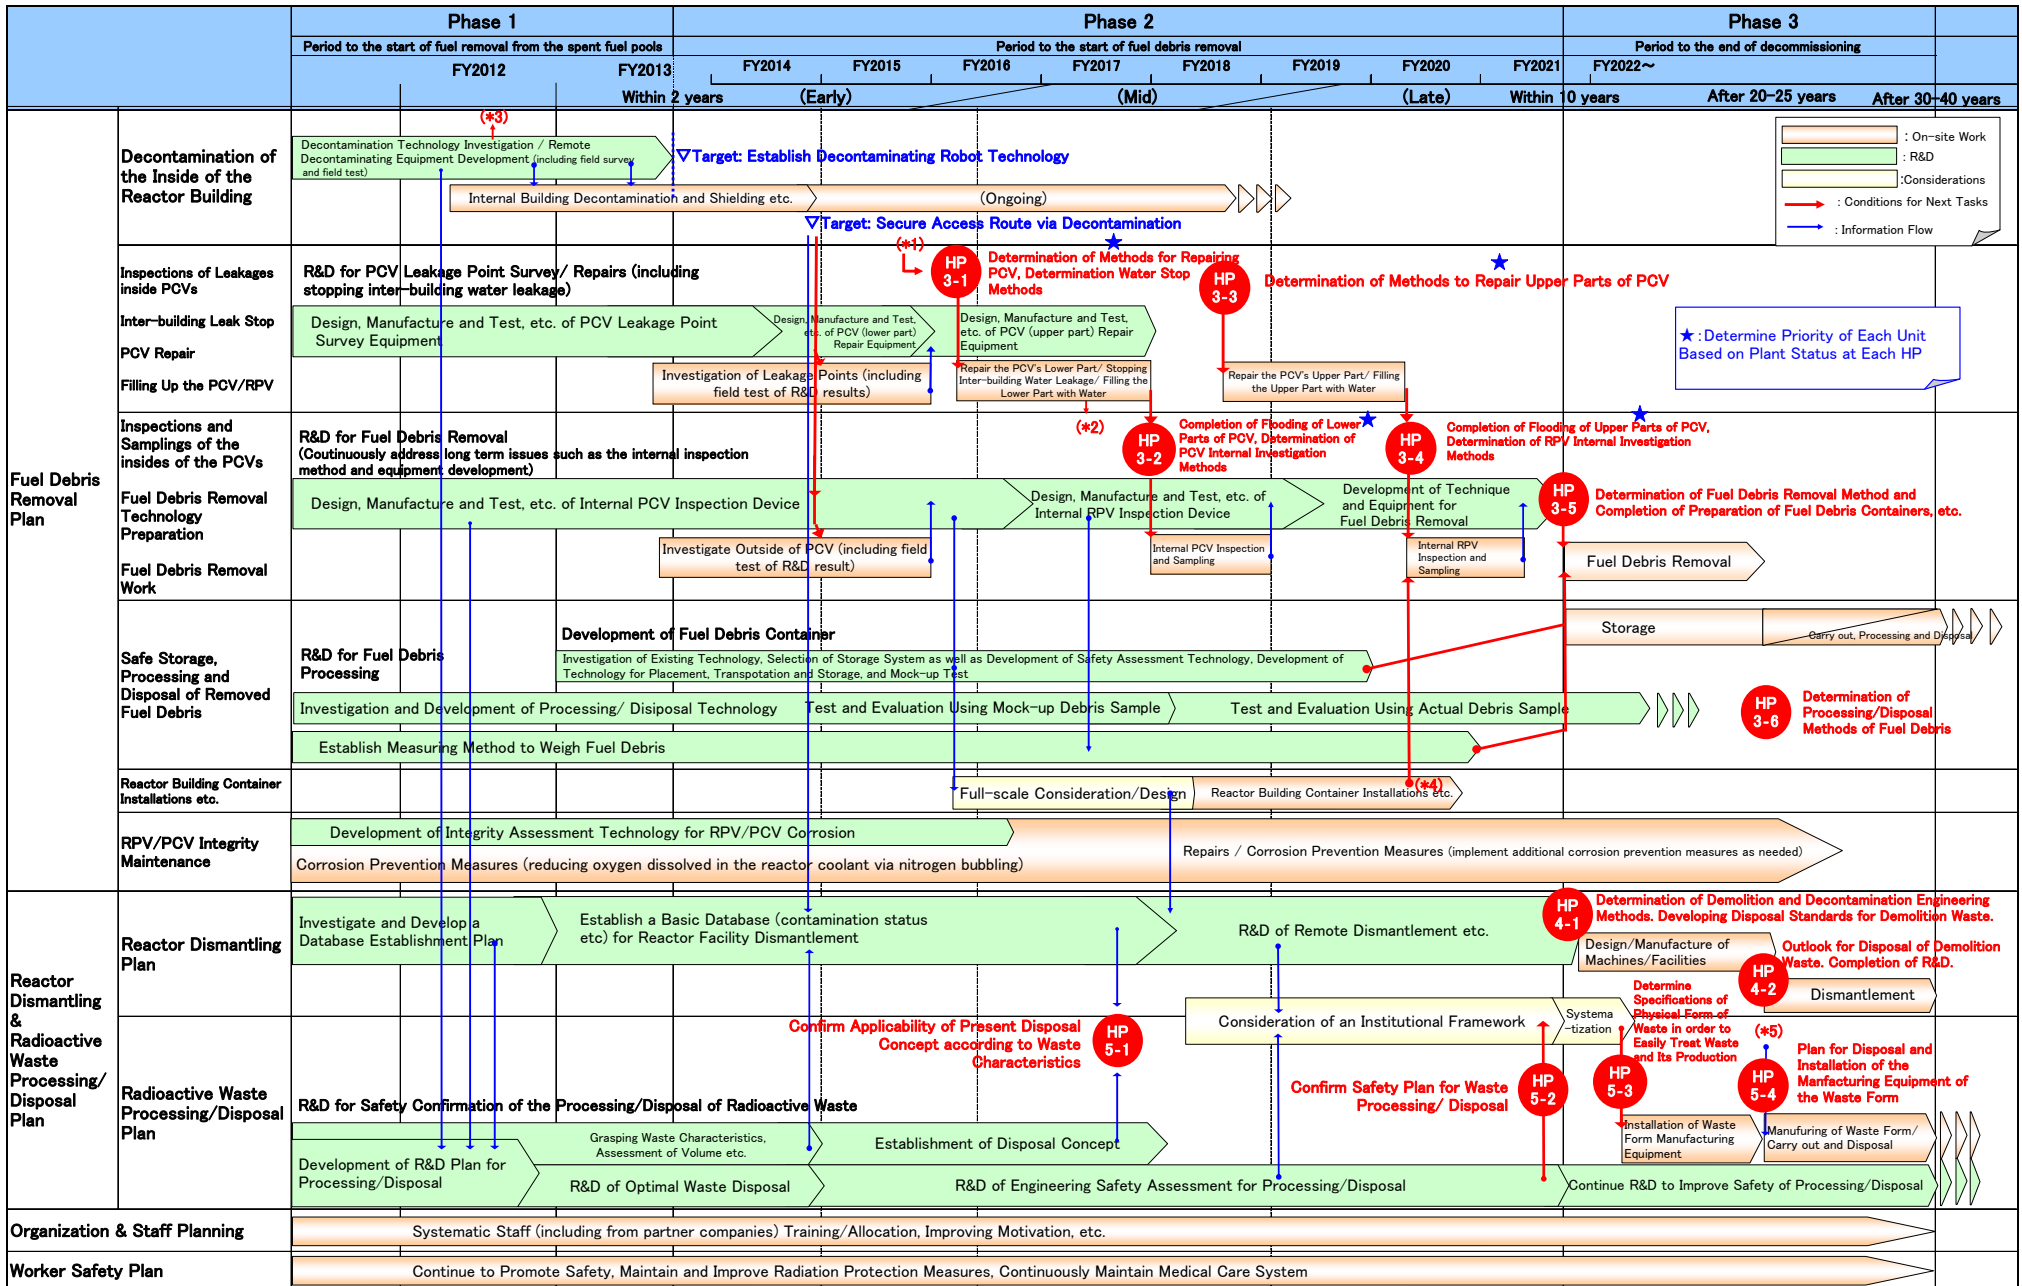 Phase 1
Phase 2
Phase 3
Period to the start of fuel removal from the spent fuel pools
Period to the start of fuel debris removal
Period to the end of decommissioning
FY2012
FY2013
FY2014
FY2015
FY2016
FY2017
FY2018
FY2019
FY2020
FY2021
FY2022~
Within 2 years
(Early)
(Mid)
(Late)
Within 10 years
After 20-25 years
After 30-40 years
(*3)
Decontamination of
the Inside of the
Reactor Building
Decontamination Technology Investigation / Remote
Decontaminating Equipment Development (including field survey
and field test)
▽Target: Establish Decontaminating Robot Technology
Internal Building Decontamination and Shielding etc.
(Ongoing)
▽Target: Secure Access Route via Decontamination
: On-site Work
: R&D
:Considerations
: Conditions for Next Tasks
: Information Flow
Fuel Debris
Removal
Plan
Inspections of Leakages
inside PCVs
Inter-building Leak Stop
PCV Repair
Filling Up the PCV/RPV
R&D for PCV Leakage Point Survey/ Repairs (including
stopping inter-building water leakage)
(*1)
HP
3-1
Determination of Methods for Repairing
PCV, Determination Water Stop
Methods
★
HP
3-3
Determination of Methods to Repair Upper Parts of PCV
★
Design, Manufacture and Test, etc. of PCV Leakage Point
Survey Equipment
Design, Manufacture and Test,
etc. of PCV (lower part)
Repair Equipment
Design, Manufacture and Test,
etc. of PCV (upper part) Repair
Equipment
★:Determine Priority of Each Unit
Based on Plant Status at Each HP
Investigation of Leakage Points (including
field test of R&D results)
Repair the PCV's Lower Part/ Stopping
Inter-building Water Leakage/ Filling the
Lower Part with Water
Repair the PCV's Upper Part/ Filling
the Upper Part with Water
Inspections and
Samplings of the
insides of the PCVs
Fuel Debris Removal
Technology
Preparation
Fuel Debris Removal
Work
R&D for Fuel Debris Removal
(Coutinuously address long term issues such as the internal inspection
method and equipment development)
(*2)
HP
3-2
Completion of Flooding of Lower
Parts of PCV, Determination of
PCV Internal Investigation
Methods
★
HP
3-4
Completion of Flooding of Upper Parts of PCV,
Determination of RPV Internal Investigation
Methods
★
Design, Manufacture and Test, etc. of Internal PCV Inspection Device
Design, Manufacture and Test, etc. of
Internal RPV Inspection Device
Development of Technique
and Equipment for
Fuel Debris Removal
HP
3-5
Determination of Fuel Debris Removal Method and
Completion of Preparation of Fuel Debris Containers, etc.
Investigate Outside of PCV (including field
test of R&D result)
Internal PCV Inspection
and Sampling
Internal RPV
Inspection and
Sampling
Fuel Debris Removal
Safe Storage,
Processing and
Disposal of Removed
Fuel Debris
R&D for Fuel Debris
Processing
Development of Fuel Debris Container
Storage
Carry out, Processing and Disposal
Investigation of Existing Technology, Selection of Storage System as well as Development of Safety Assessment Technology, Development of
Technology for Placement, Transpotation and Storage, and Mock-up Test
Investigation and Development of Processing/ Disiposal Technology
Test and Evaluation Using Mock-up Debris Sample
Test and Evaluation Using Actual Debris Sample
HP
3-6
Determination of
Processing/Disposal
Methods of Fuel Debris
Establish Measuring Method to Weigh Fuel Debris
Reactor Building Container
Installations etc.
Full-scale Consideration/Design
Reactor Building Container Installations etc.
(*4)
RPV/PCV Integrity
Maintenance
Development of Integrity Assessment Technology for RPV/PCV Corrosion
Corrosion Prevention Measures (reducing oxygen dissolved in the reactor coolant via nitrogen bubbling)
Repairs / Corrosion Prevention Measures (implement additional corrosion prevention measures as needed)
Reactor
Dismantling
&
Radioactive
Waste
Processing/
Disposal
Plan
Reactor Dismantling
Plan
Investigate and Develop a
Database Establishment Plan
Establish a Basic Database (contamination status
etc) for Reactor Facility Dismantlement
R&D of Remote Dismantlement etc.
HP
4-1
Determination of Demolition and Decontamination Engineering
Methods. Developing Disposal Standards for Demolition Waste.
Design/Manufacture of
Machines/Facilities
HP
4-2
Outlook for Disposal of Demolition
Waste. Completion of R&D.
Dismantlement
Radioactive Waste
Processing/Disposal
Plan
Confirm Applicability of Present Disposal
Concept according to Waste
Characteristics
HP
5-1
Consideration of an Institutional Framework
Systema
-tization
Determine
Specifications of
Physical Form of
Waste in order to
Easily Treat Waste
and Its Production
(*5)
Confirm Safety Plan for Waste
Processing/ Disposal
HP
5-2
HP
5-3
HP
5-4
Plan for Disposal and
Installation of the
Manfacturing Equipment of
the Waste Form
R&D for Safety Confirmation of the Processing/Disposal of Radioactive Waste
Development of R&D Plan for
Processing/Disposal
Grasping Waste Characteristics,
Assessment of Volume etc.
Establishment of Disposal Concept
Installation of Waste
Form Manufacturing
Equipment
Manufuring of Waste Form/
Carry out and Disposal
R&D of Optimal Waste Disposal
R&D of Engineering Safety Assessment for Processing/Disposal
Continue R&D to Improve Safety of Processing/Disposal
Organization & Staff Planning
Systematic Staff (including from partner companies) Training/Allocation, Improving Motivation, etc.
Worker Safety Plan
Continue to Promote Safety, Maintain and Improve Radiation Protection Measures, Continuously Maintain Medical Care System